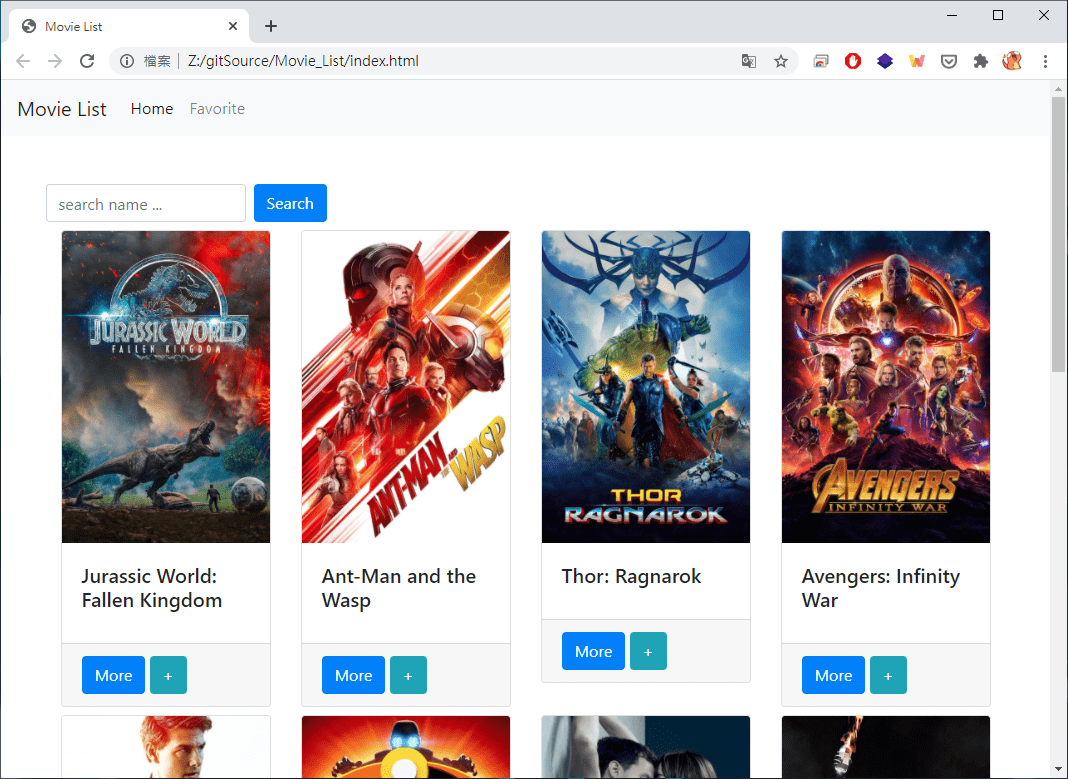 Movie List
檔案 Z:/gitSource/Movie_List/index.html
Movie List Home Favorite
search name ... Search
JURASSIC WORLD
FALLEN KINGDOM
ANT-MAN AND THE WASP
THOR
RAGNAROK
AVENGERS
INFINITY WAR
Jurassic World:
Fallen Kingdom
Ant-Man and the
Wasp
Thor: Ragnarok
Avengers: Infinity
War
More +
More +
More +
More +